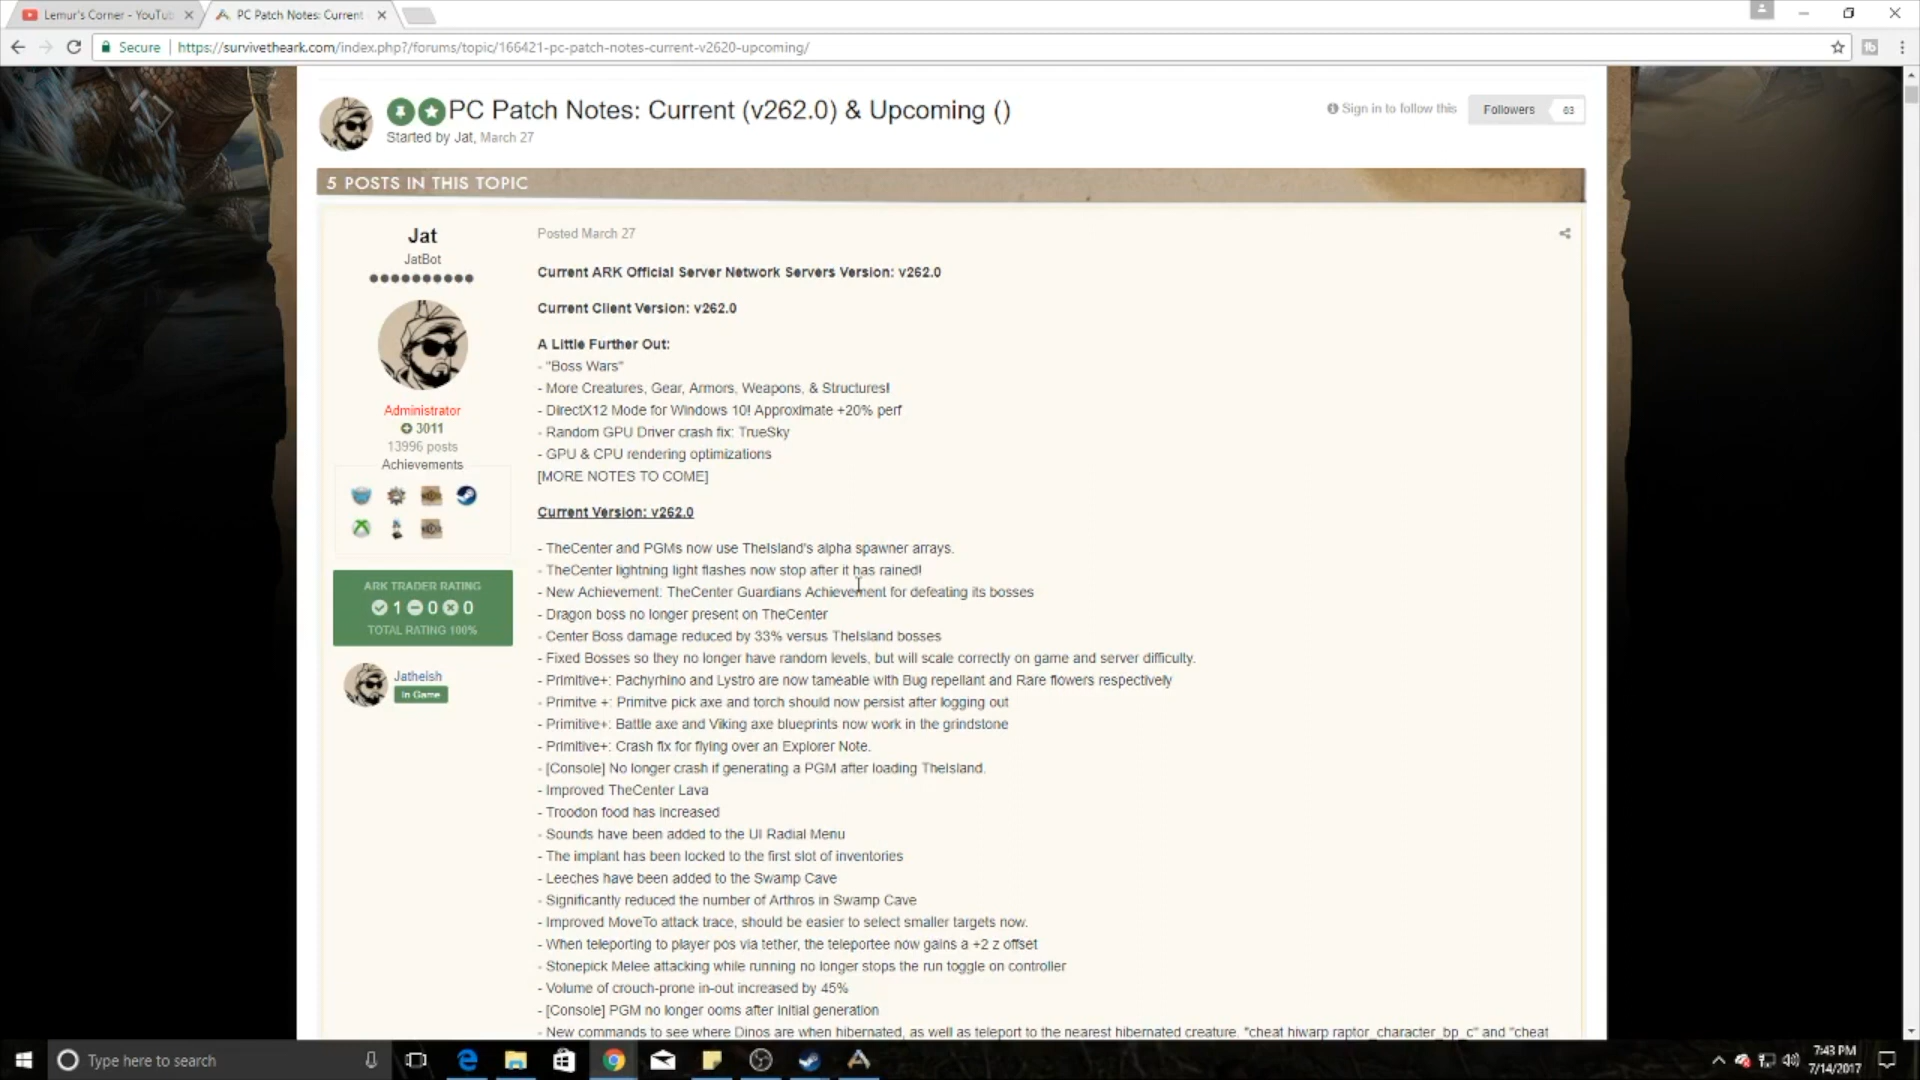 Lemur's Corner - YouTub
PC Patch Notes: Current
Secure
https://survivetheark.com/index.php?/forums/topic/166421-pc-patch-notes-current-v2620-upcoming/
PC Patch Notes: Current (v262.0) & Upcoming ()
Started by Jat, March 27
Sign in to follow this
Followers 63
5 POSTS IN THIS TOPIC
Jat
JatBot
Administrator
3011
13996 posts
Achievements
ARK TRADER RATING
1 0 0
TOTAL RATING 100%
Jatheish
In Game
Posted March 27
Current ARK Official Server Network Servers Version: v262.0
Current Client Version: v262.0
A Little Further Out:
- "Boss Wars"
- More Creatures, Gear, Armors, Weapons, & Structures!
- DirectX12 Mode for Windows 10! Approximate +20% perf
- Random GPU Driver crash fix: TrueSky
- GPU & CPU rendering optimizations
[MORE NOTES TO COME]
Current Version: v262.0
- TheCenter and PGMs now use TheIsland's alpha spawner arrays.
- TheCenter lightning light flashes now stop after it has rained!
- New Achievement: TheCenter Guardians Achievement for defeating its bosses
- Dragon boss no longer present on TheCenter
- Center Boss damage reduced by 33% versus TheIsland bosses
- Fixed Bosses so they no longer have random levels, but will scale correctly on game and server difficulty.
- Primitive+: Pachyrhino and Lystro are now tameable with Bug repellant and Rare flowers respectively
- Primitve +: Primitve pick axe and torch should now persist after logging out
- Primitive+: Battle axe and Viking axe blueprints now work in the grindstone
- Primitive+: Crash fix for flying over an Explorer Note.
- [Console] No longer crash if generating a PGM after loading TheIsland.
- Improved TheCenter Lava
- Troodon food has increased
- Sounds have been added to the UI Radial Menu
- The implant has been locked to the first slot of inventories
- Leeches have been added to the Swamp Cave
- Significantly reduced the number of Arthros in Swamp Cave
- Improved MoveTo attack trace, should be easier to select smaller targets now.
- When teleporting to player pos via tether, the teleportee now gains a +2 z offset
- Stonepick Melee attacking while running no longer stops the run toggle on controller
- Volume of crouch-prone in-out increased by 45%
- [Console] PGM no longer ooms after initial generation
- New commands to see where Dinos are when hibernated, as well as teleport to the nearest hibernated creature. "cheat hiwarp raptor_character_bp_c" and "cheat
Type here to search
7:43 PM
7/14/2017